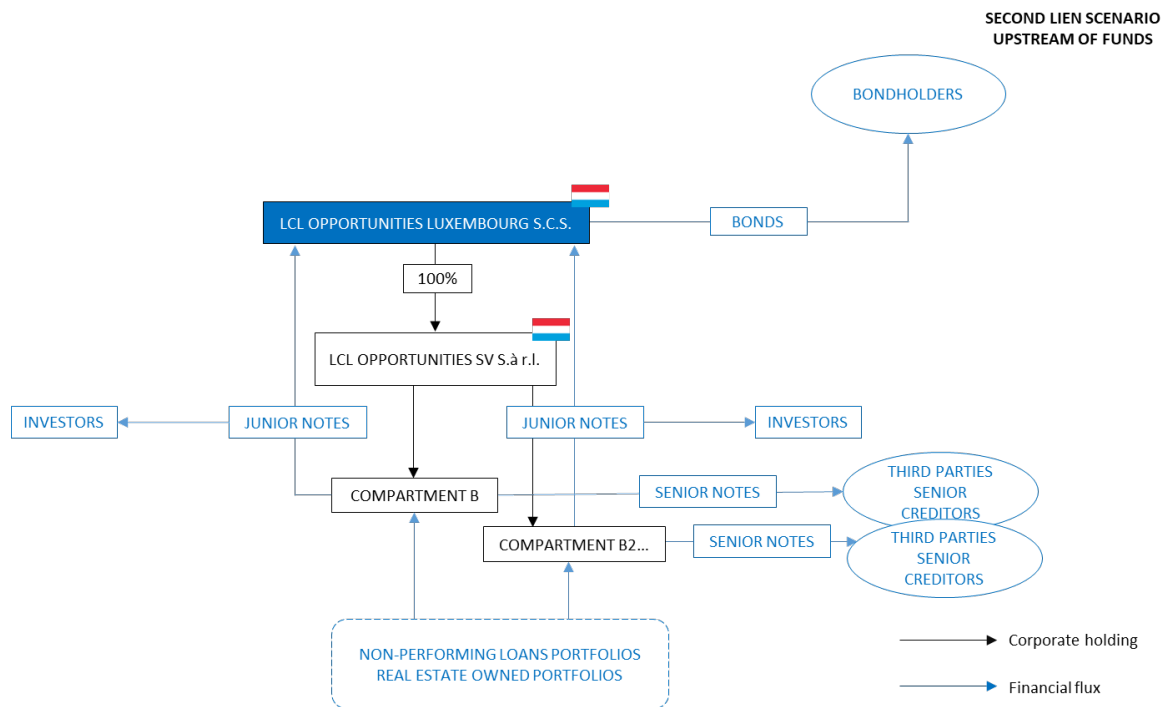 SECOND LIEN SCENARIO
UPSTREAM OF FUNDS
BONDHOLDERS
LCL OPPORTUNITIES LUXEMBOURG S.C.S.
BONDS
100%
LCL OPPORTUNITIES SV S.à r.l.
INVESTORS
JUNIOR NOTES
JUNIOR NOTES
INVESTORS
COMPARTMENT B
SENIOR NOTES
THIRD PARTIES
SENIOR
CREDITORS
COMPARTMENT B2...
SENIOR NOTES
THIRD PARTIES
SENIOR
CREDITORS
NON-PERFORMING LOANS PORTFOLIOS
REAL ESTATE OWNED PORTFOLIOS
Corporate holding
Financial flux